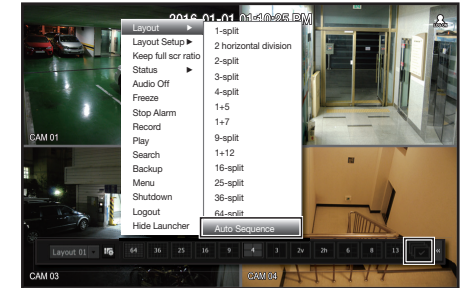 2016-01-01 01:10:25 PM
Layout ▶
Layout Setup ▶
Keep full scr ratio
Status ▶
Audio Off
Freeze
Stop Alarm
Record
Play
Search
Backup
Menu
Shutdown
Logout
Hide Launcher
1-split
2 horizontal division
2-split
3-split
4-split
1+5
1+7
9-split
1+12
16-split
25-split
36-split
64-split
Auto Sequence
CAM 01
Layout 01 64 36 25 16 9 4 3 2v 2h 6 8 13 «
CAM 03
CAM 04